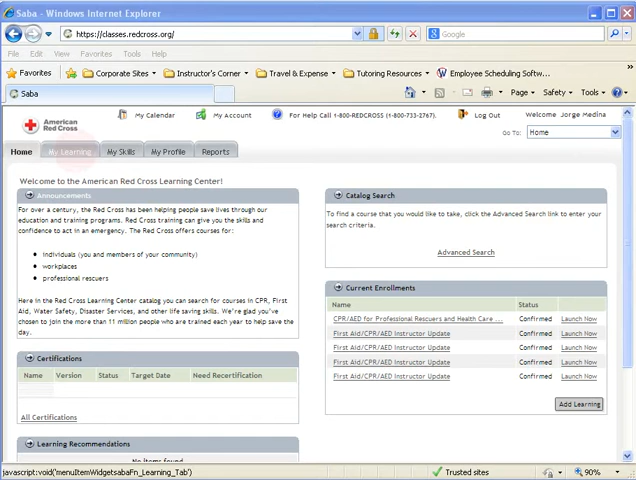 Saba - Windows Internet Explorer
https://classes.redcross.org/
Google
File Edit View Favorites Tools Help
Favorites Corporate Sites Instructor's Corner Travel & Expense Tutoring Resources Employee Scheduling Softw...
Saba
Page Safety Tools
My Calendar My Account For Help Call 1-800-REDCROSS (1-800-733-2767). Log Out Welcome Jorge Medina
American
Red Cross
Go To: Home
Home My Learning My Skills My Profile Reports
Welcome to the American Red Cross Learning Center!
Announcements
For over a century, the Red Cross has been helping people save lives through our
education and training programs. Red Cross training can give you the skills and
confidence to act in an emergency. The Red Cross offers courses for:
individuals (you and members of your community)
workplaces
professional rescuers
Here in the Red Cross Learning Center catalog you can search for courses in CPR, First
Aid, Water Safety, Disaster Services, and other life saving skills. We're glad you've
chosen to join the more than 11 million people who are trained each year to help save the
day.
Certifications
Name Version Status Target Date Need Recertification
All Certifications
Learning Recommendations
No items found
Catalog Search
To find a course that you would like to take, click the Advanced Search link to enter your
search criteria.
Advanced Search
Current Enrollments
Name Status
CPR/AED for Professional Rescuers and Health Care ... Confirmed Launch Now
First Aid/CPR/AED Instructor Update Confirmed Launch Now
First Aid/CPR/AED Instructor Update Confirmed Launch Now
First Aid/CPR/AED Instructor Update Confirmed Launch Now
First Aid/CPR/AED Instructor Update Confirmed Launch Now
Add Learning
javascript:void('menuItemWidgetsabaFn_Learning_Tab')
Trusted sites
90%